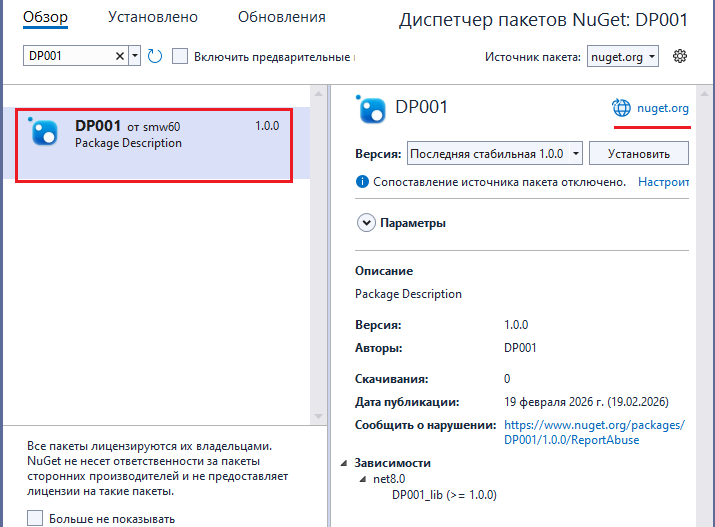 Обзор Установлено Обновления Диспетчер пакетов NuGet: DP001
DP001 Включить предварительные Источник пакета: nuget.org
DP001 от smw60 1.0.0
Package Description
DP001 nuget.org
Версия: Последняя стабильная 1.0.0 Установить
Сопоставление источника пакета отключено. Настроит
Параметры
Описание
Package Description
Версия: 1.0.0
Авторы: DP001
Скачивания: 0
Дата публикации: 19 февраля 2026 г. (19.02.2026)
Сообщить о нарушении: https://www.nuget.org/packages/
DP001/1.0.0/ReportAbuse
Зависимости
net8.0
DP001_lib (>= 1.0.0)
Все пакеты лицензируются их владельцами.
NuGet не несет ответственности за пакеты
сторонних производителей и не предоставляет
лицензии на такие пакеты.
Больше не показывать